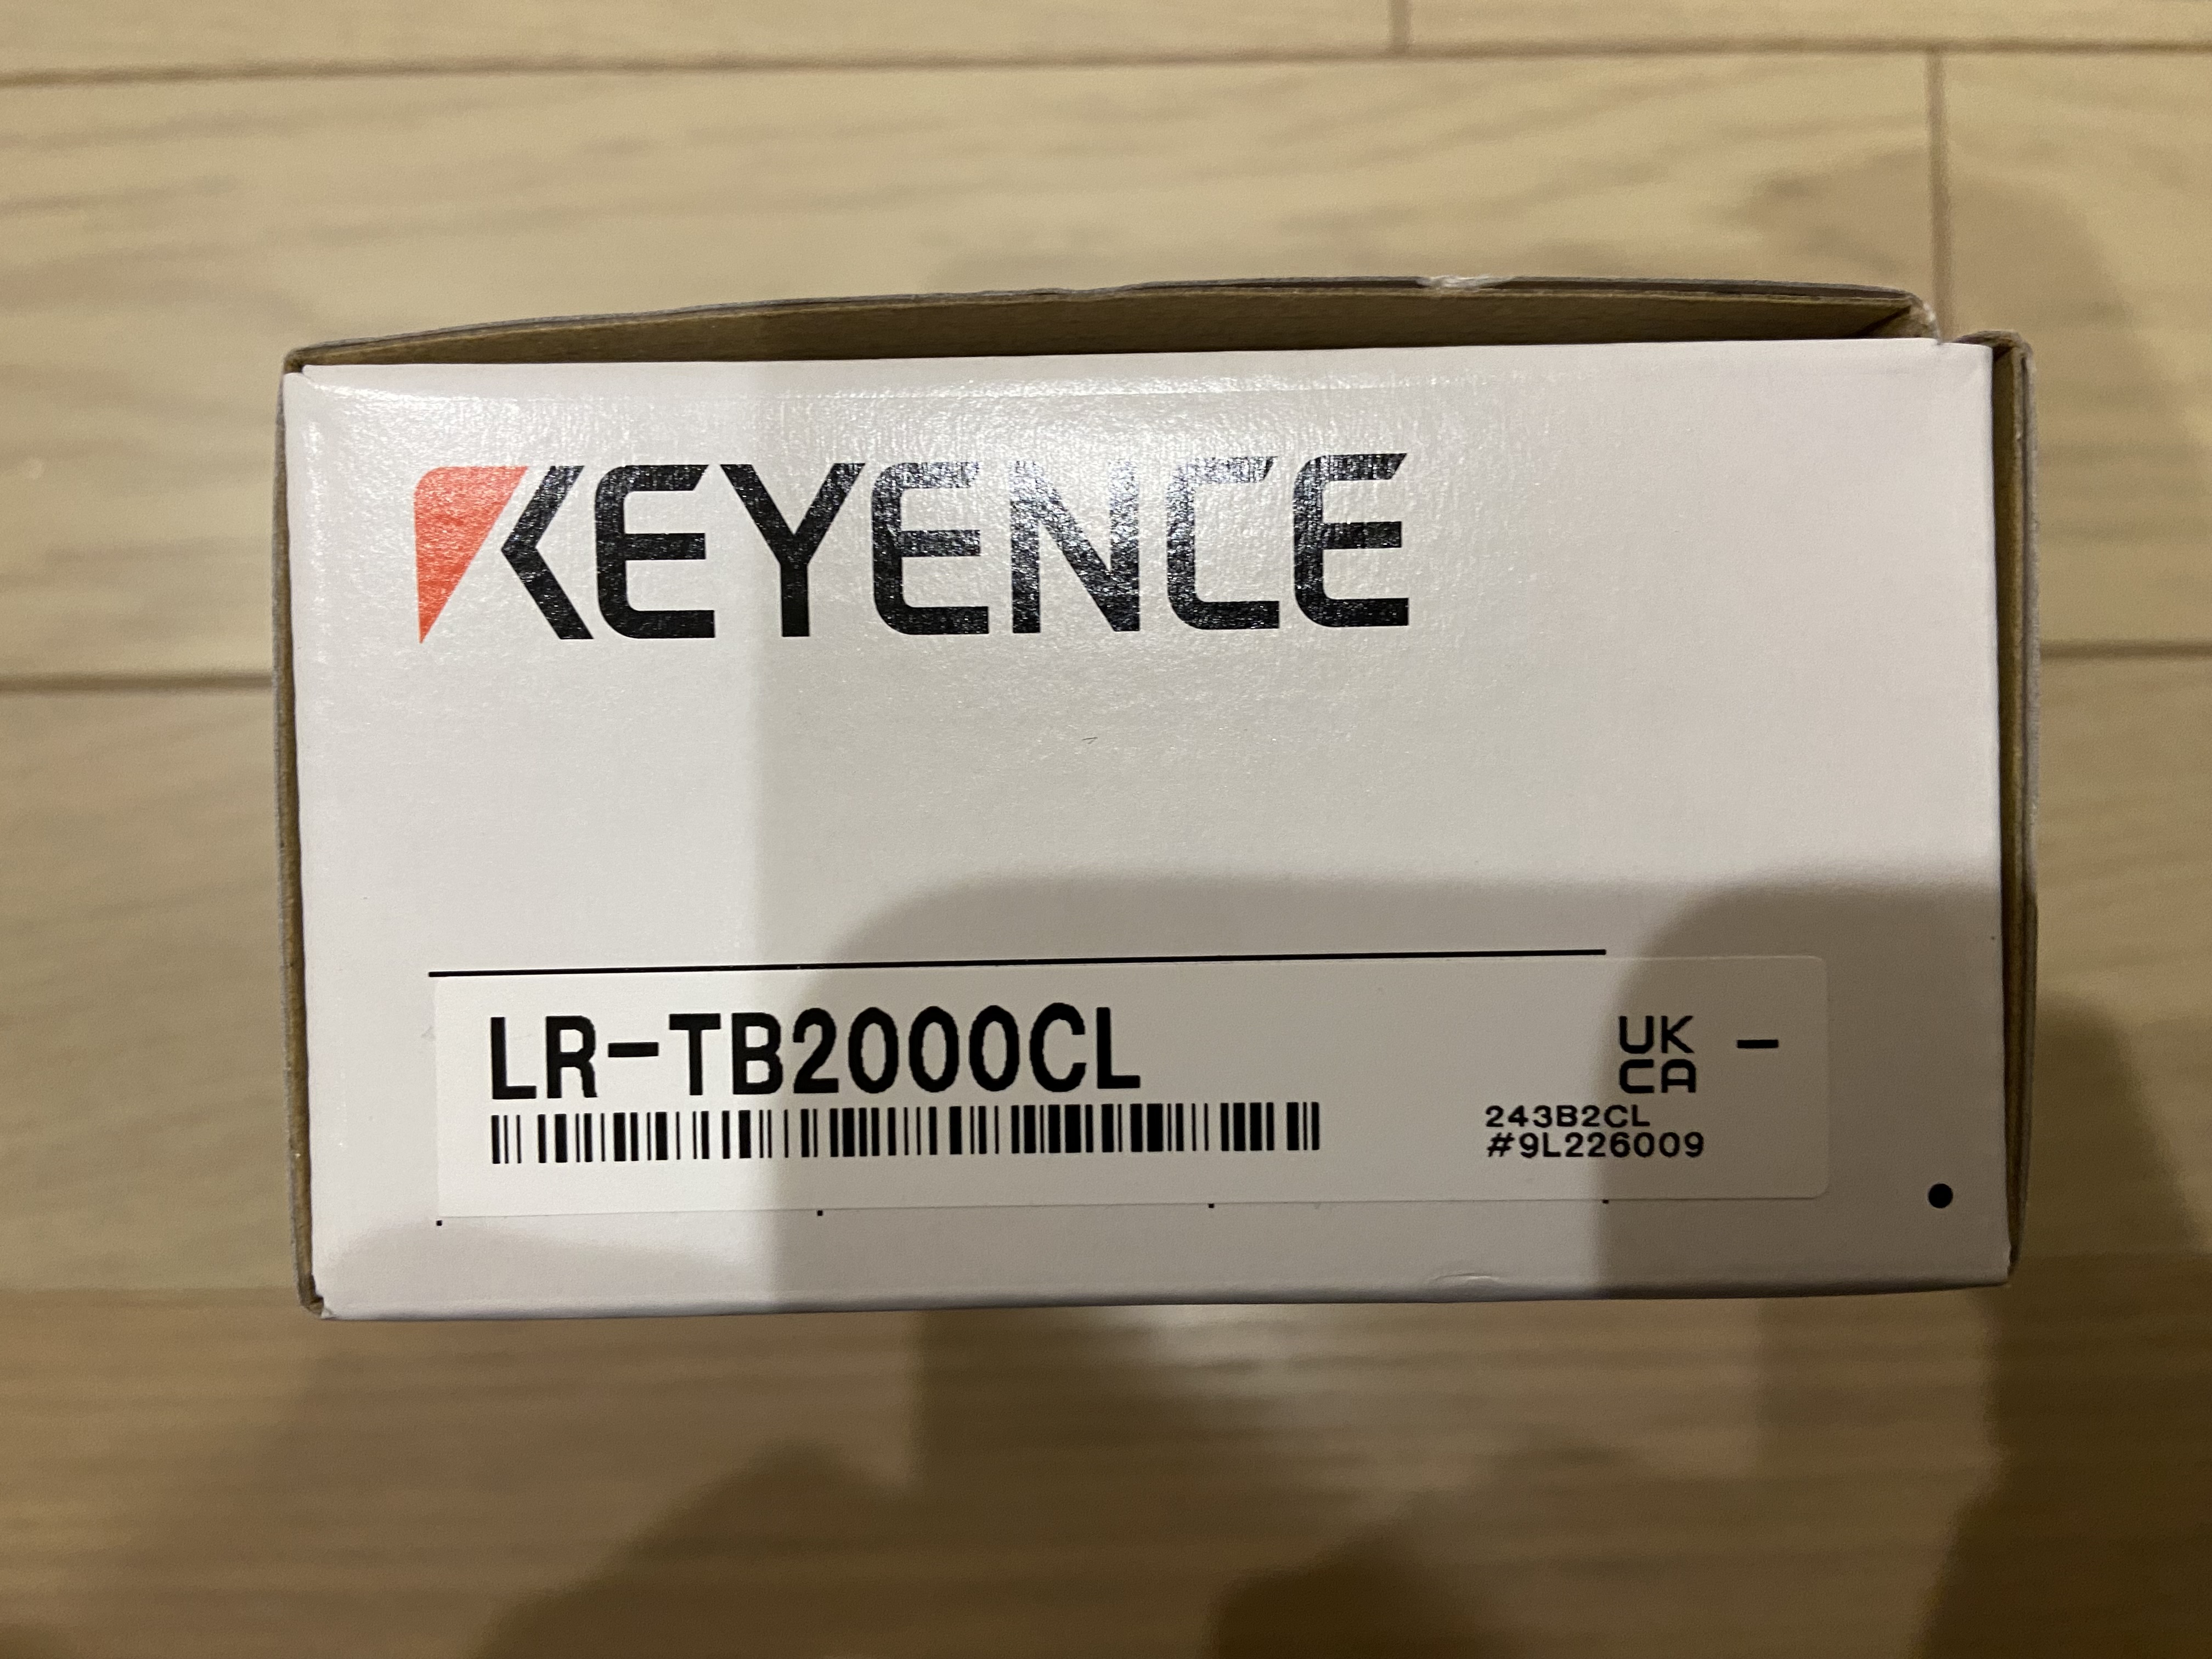 KEYENCE
LR-TB2000CL
UK
CA
-
243B2CL
#9L226009